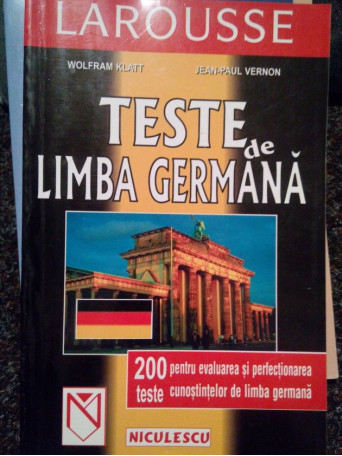 LAROUSSE
WOLFRAM KLATT JEAN-PAUL VERNON
TESTE de
LIMBA GERMANĂ
200 teste
pentru evaluarea și perfecționarea
cunoștințelor de limba germană
NICULESCU